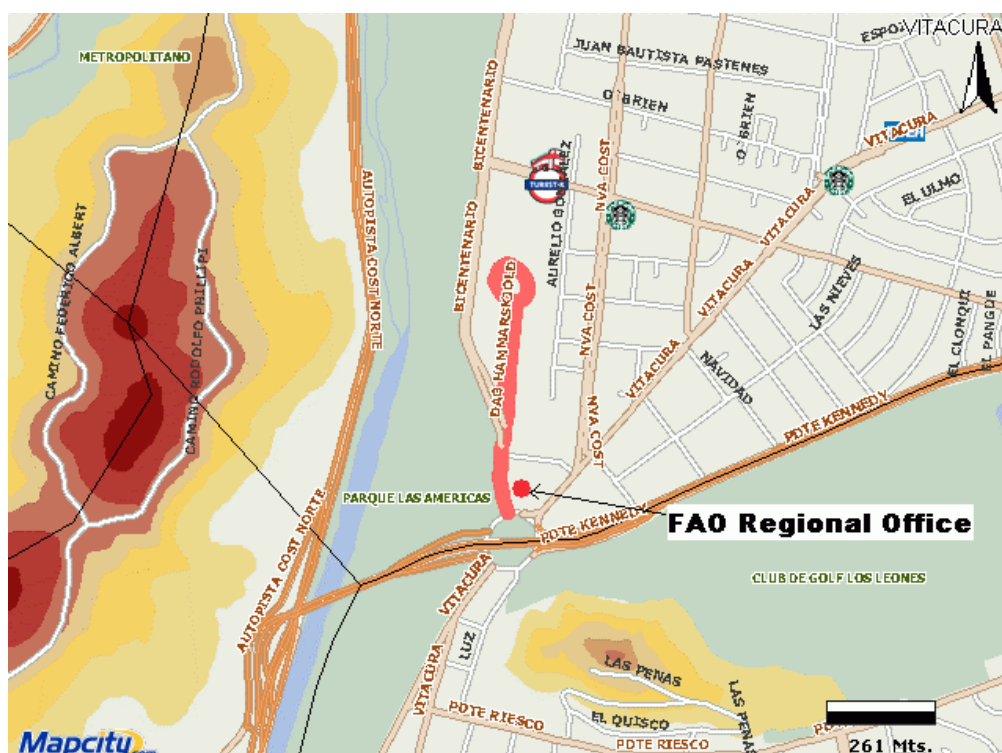 VITACURA
ESPO
METROPOLITANO
JUAN BAUTISTA PASTENES
BICENTENARIO
O'BRIEN
O'BRIEN
VITACURA
TURIST-K
NVA COST
AURELIO GONZALEZ
EL ULMO
AUTOPISTA COST NORTE
CAMINO FEDERICO ALBERT
CAMINO RODOLFO PHILLIPI
BICENTENARIO
DAG HAMMARSKJOLD
NVA COST
VITACURA
VITACURA
LAS NIEVES
EL CLONQUI
EL PANGUE
VITACURA
NAVIDAD
NVA COST
PDTE KENNEDY
PARQUE LAS AMERICAS
AUTOPISTA COST NORTE
PDTE KENNEDY
FAO Regional Office
VITACURA
CLUB DE GOLF LOS LEONES
LUZ
VITACURA
LAS PENAS
LAS PENAS
PDTE RIESCO
EL QUISCO
PDTE RIESCO
Mapcity
261 Mts.